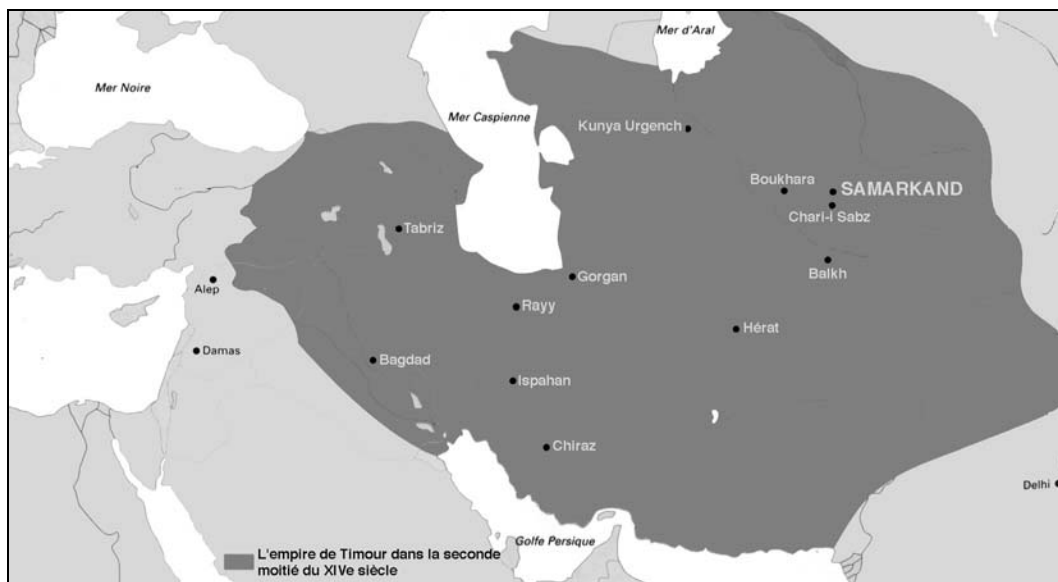 Mer d'Aral
Mer Noire
Mer Caspienne
Kunya Urgench
Boukhara
SAMARKAND
Chari-i Sabz
Tabriz
Balkh
Gorgan
Alep
Rayy
Hérat
Damas
Bagdad
Ispahan
Chiraz
Delhi
Golfe Persique
L'empire de Timour dans la seconde
moitié du XIVe siècle